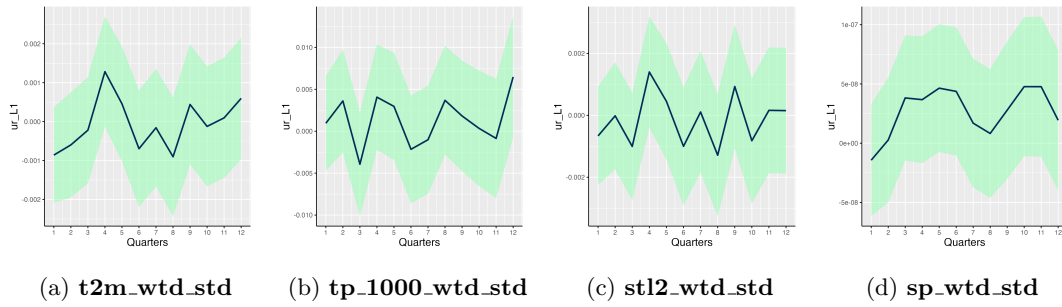 ur_L1
0.002
0.001
0.000
-0.001
-0.002
1 2 3 4 5 6 7 8 9 10 11 12
Quarters
ur_L1
0.010
0.005
0.000
-0.005
-0.010
1 2 3 4 5 6 7 8 9 10 11 12
Quarters
ur_L1
0.002
0.000
-0.002
1 2 3 4 5 6 7 8 9 10 11 12
Quarters
ur_L1
1e-07
5e-08
0e+00
-5e-08
1 2 3 4 5 6 7 8 9 10 11 12
Quarters
(a) t2m_wtd_std
(b) tp_1000_wtd_std
(c) stl2_wtd_std
(d) sp_wtd_std